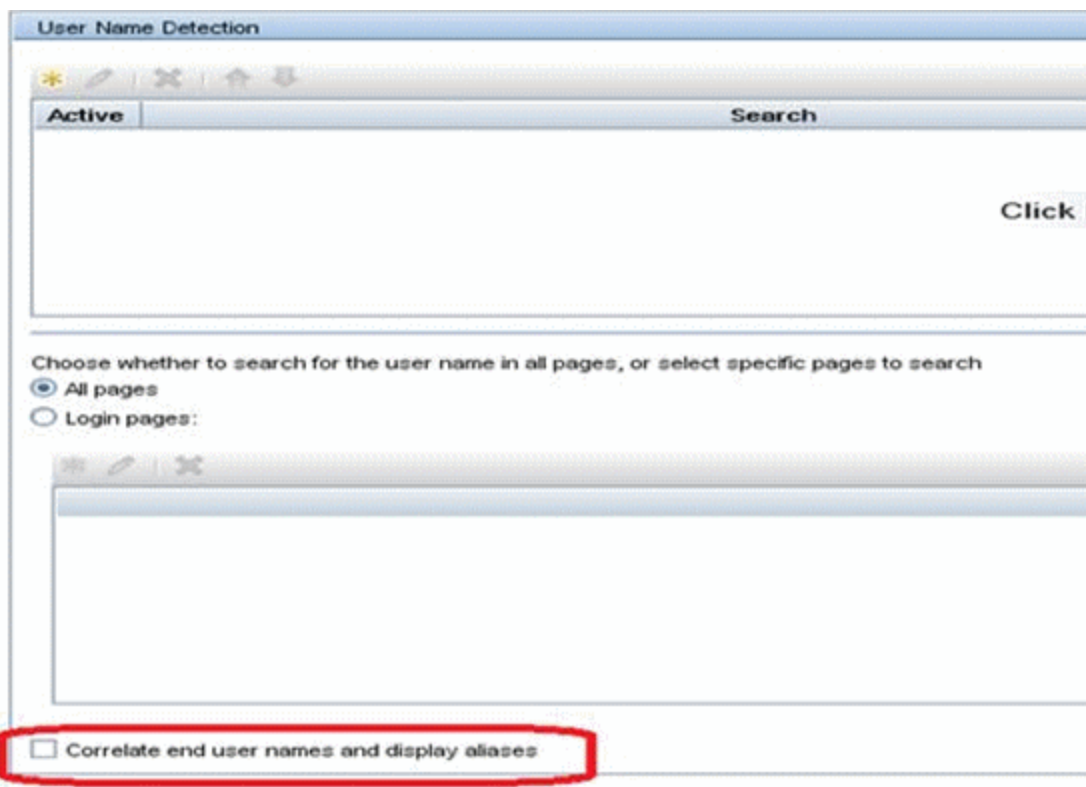 User Name Detection
Active Search
Click
Choose whether to search for the user name in all pages, or select specific pages to search
All pages
Login pages:
Correlate end user names and display aliases